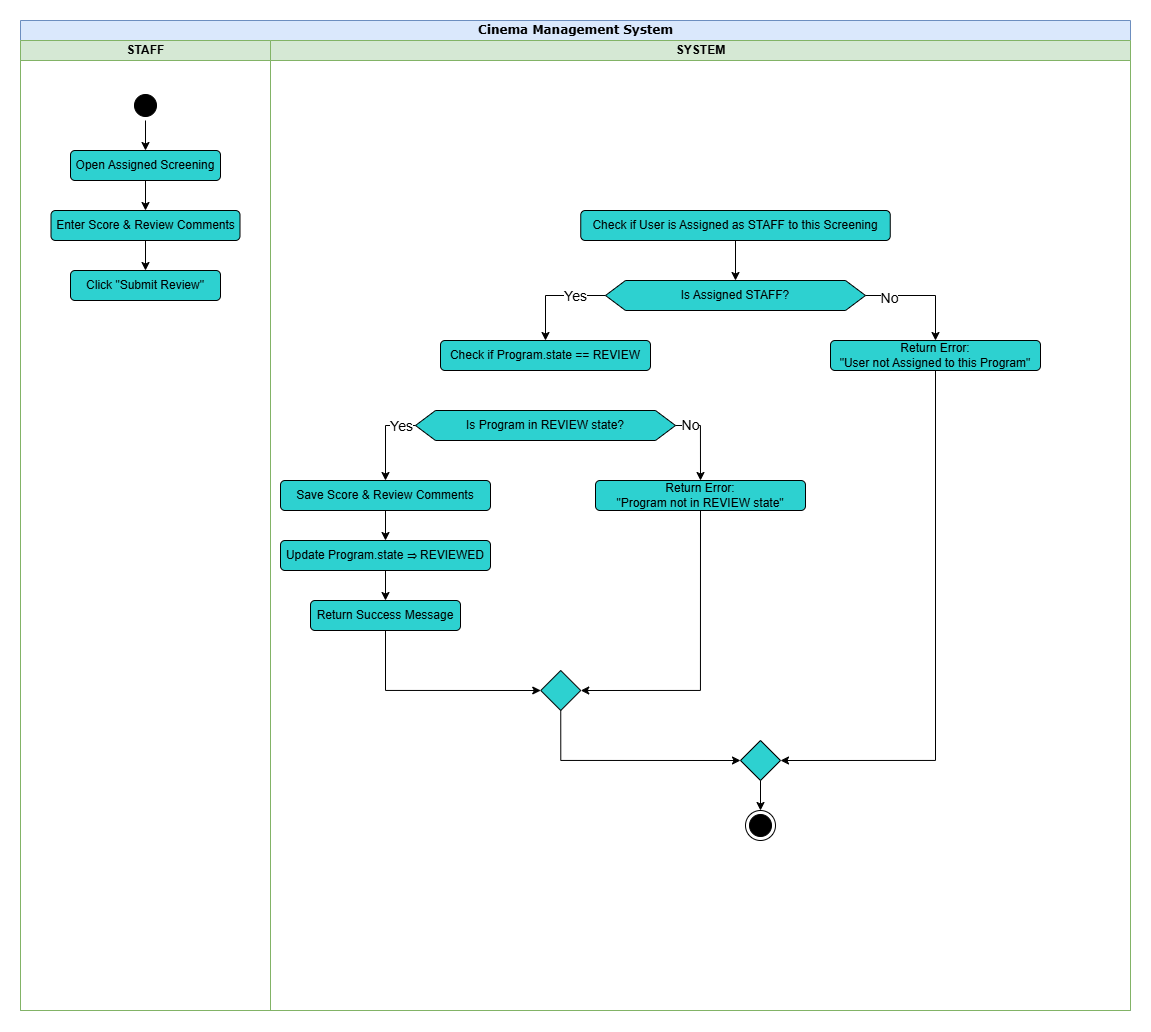 Cinema Management System
STAFF
SYSTEM
Open Assigned Screening
Enter Score & Review Comments
Click "Submit Review"
Check if User is Assigned as STAFF to this Screening
Is Assigned STAFF?
Yes
No
Check if Program.state == REVIEW
Return Error:
"User not Assigned to this Program"
Is Program in REVIEW state?
Yes
No
Save Score & Review Comments
Return Error:
"Program not in REVIEW state"
Update Program.state ⇒ REVIEWED
Return Success Message